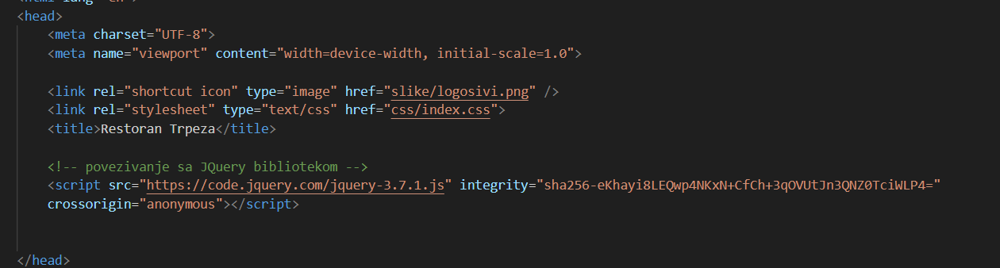 <html lang="en">
<head>
<meta charset="UTF-8">
<meta name="viewport" content="width=device-width, initial-scale=1.0">
<link rel="shortcut icon" type="image" href="slike/logosivi.png" />
<link rel="stylesheet" type="text/css" href="css/index.css">
<title>Restoran Trpeza</title>
<!-- povezivanje sa JQuery bibliotekom -->
<script src="https://code.jquery.com/jquery-3.7.1.js" integrity="sha256-eKhayi8LEQwp4NKxN+CfCh+3qOVUtJn3QNZ0TciWLP4="
crossorigin="anonymous"></script>
</head>